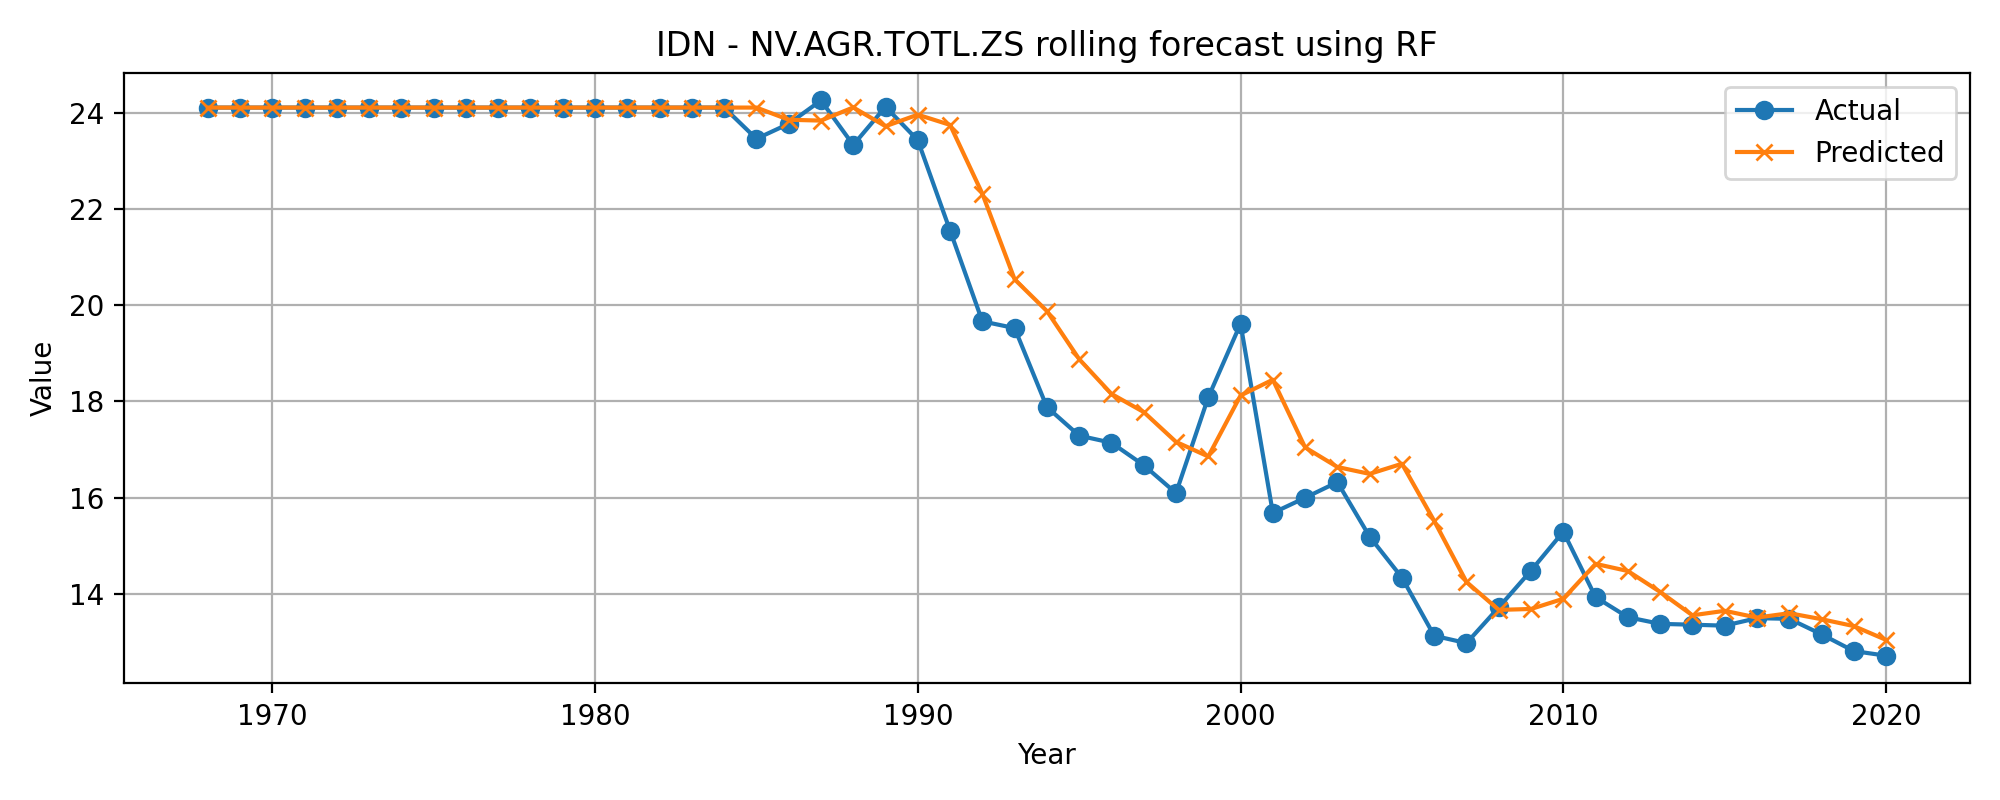 IDN - NV.AGR.TOTL.ZS rolling forecast using RF
Actual
Predicted
Value
24
22
20
18
16
14
1970
1980
1990
2000
2010
2020
Year